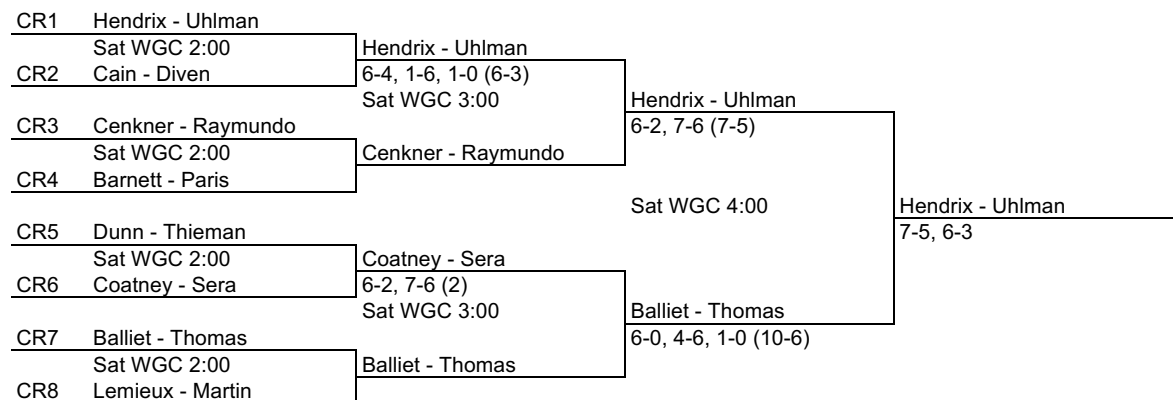 CR1 Hendrix - Uhlman
Sat WGC 2:00 Hendrix - Uhlman
CR2 Cain - Diven 6-4, 1-6, 1-0 (6-3)
Sat WGC 3:00 Hendrix - Uhlman
CR3 Cenkner - Raymundo 6-2, 7-6 (7-5)
Sat WGC 2:00 Cenkner - Raymundo
CR4 Barnett - Paris
Sat WGC 4:00 Hendrix - Uhlman
CR5 Dunn - Thieman 7-5, 6-3
Sat WGC 2:00 Coatney - Sera
CR6 Coatney - Sera 6-2, 7-6 (2)
Sat WGC 3:00 Balliet - Thomas
CR7 Balliet - Thomas 6-0, 4-6, 1-0 (10-6)
Sat WGC 2:00 Balliet - Thomas
CR8 Lemieux - Martin